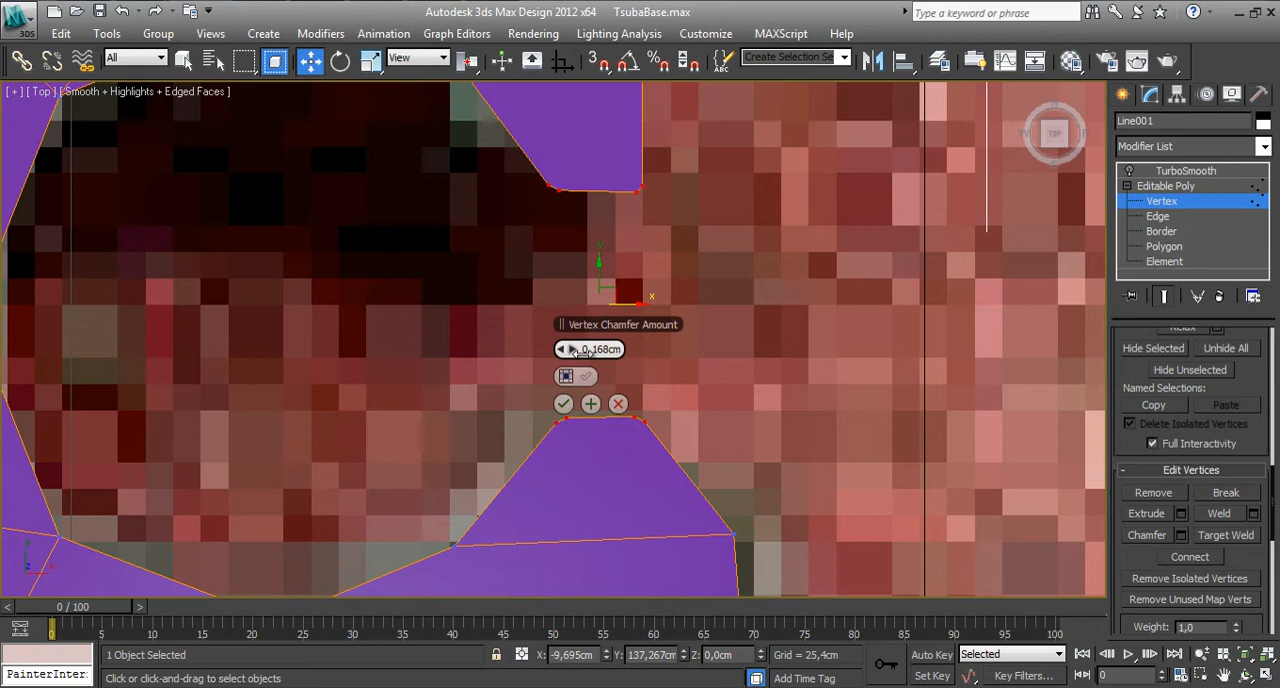 Autodesk 3ds Max Design 2012 x64 TsubaBase.max
Type a keyword or phrase
3DS
Edit Tools Group Views Create Modifiers Animation Graph Editors Rendering Lighting Analysis Customize MAXScript Help
All View Create Selection Se
[ + ] [ Top ] [ Smooth + Highlights + Edged Faces ]
TOP
Line001
Modifier List
TurboSmooth
Editable Poly
Vertex
Edge
Border
Polygon
Element
y
x
Vertex Chamfer Amount
0,168cm
Relax
Hide Selected Unhide All
Hide Unselected
Named Selections:
Copy Paste
Delete Isolated Vertices
Full Interactivity
- Edit Vertices
Remove Break
Extrude Weld
Chamfer Target Weld
Connect
Remove Isolated Vertices
Remove Unused Map Verts
Weight: 1,0
z
< 0 / 100 >
0 5 10 15 20 25 30 35 40 45 50 55 60 65 70 75 80 85 90 95 100
1 Object Selected X: -9,695cm Y: 137,267cm Z: 0,0cm Grid = 25,4cm Auto Key Selected
PainterInter: Click or click-and-drag to select objects Add Time Tag Set Key Key Filters... 0